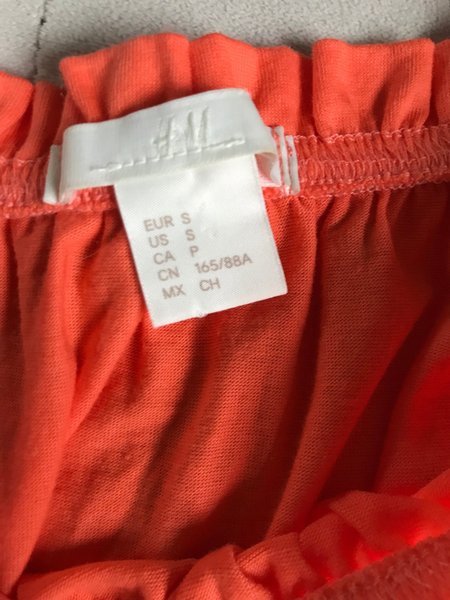 H&M
EUR S
US S
CA P
CN 165/88A
MX CH